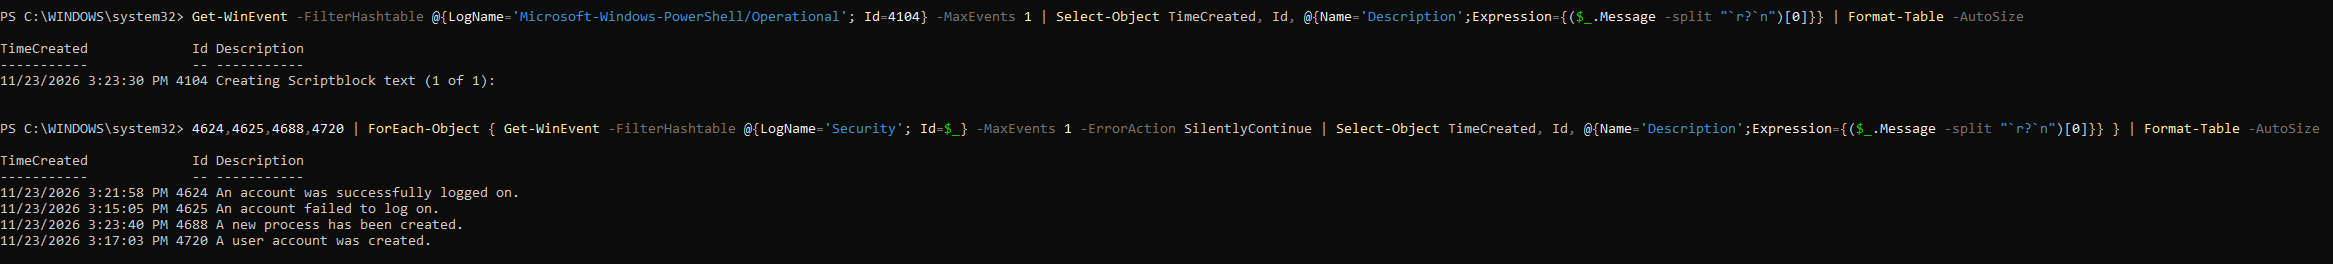 PS C:\WINDOWS\system32> Get-WinEvent -FilterHashtable @{LogName='Microsoft-Windows-PowerShell/Operational'; Id=4104} -MaxEvents 1 | Select-Object TimeCreated, Id, @{Name='Description';Expression={($_.Message -split "`r?`n")[0]}} | Format-Table -AutoSize
TimeCreated             Id Description
-----------             -- -----------
11/23/2026 3:23:30 PM 4104 Creating Scriptblock text (1 of 1):
PS C:\WINDOWS\system32> 4624,4625,4688,4720 | ForEach-Object { Get-WinEvent -FilterHashtable @{LogName='Security'; Id=$_} -MaxEvents 1 -ErrorAction SilentlyContinue | Select-Object TimeCreated, Id, @{Name='Description';Expression={($_.Message -split "`r?`n")[0]}} } | Format-Table -AutoSize
TimeCreated             Id Description
-----------             -- -----------
11/23/2026 3:21:58 PM 4624 An account was successfully logged on.
11/23/2026 3:15:05 PM 4625 An account failed to log on.
11/23/2026 3:23:40 PM 4688 A new process has been created.
11/23/2026 3:17:03 PM 4720 A user account was created.